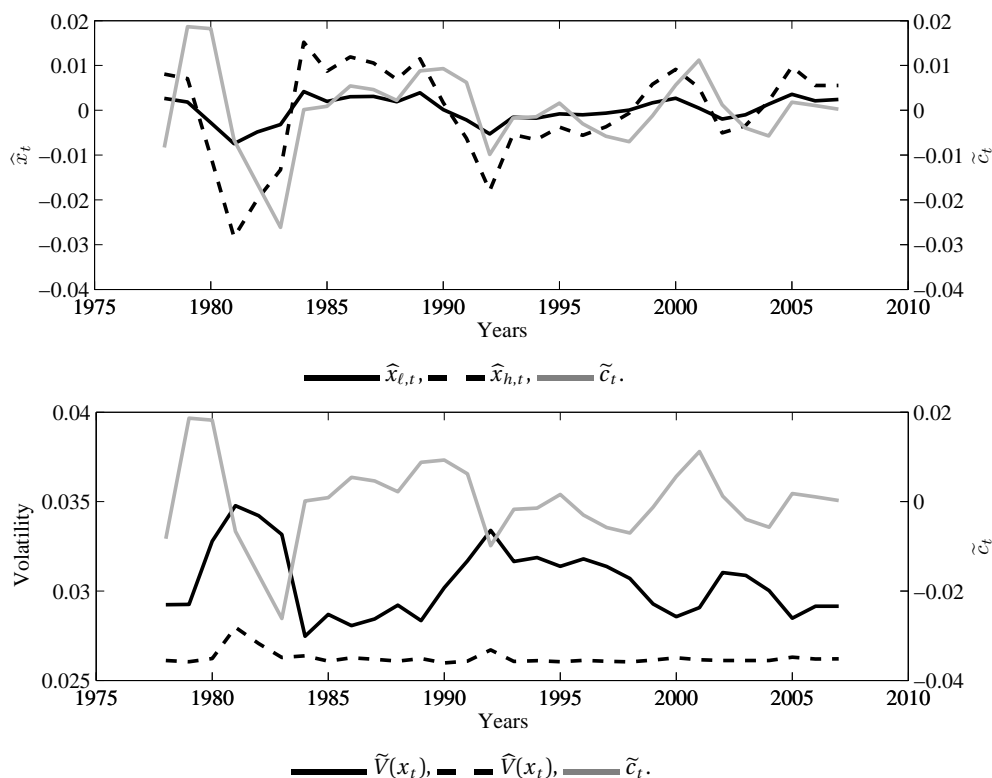 0.02 0.02
0.01 0.01
0 0
x̂_t −0.01 −0.01 c̃_t
−0.02 −0.02
−0.03 −0.03
−0.04 −0.04
1975 1980 1985 1990 1995 2000 2005 2010
Years
x̂_{ℓ,t}, x̂_{h,t}, c̃_t.
0.04 0.02
0.035 0
Volatility
0.03 −0.02 c̃_t
0.025 −0.04
1975 1980 1985 1990 1995 2000 2005 2010
Years
Ṽ(x_t), V̂(x_t), c̃_t.